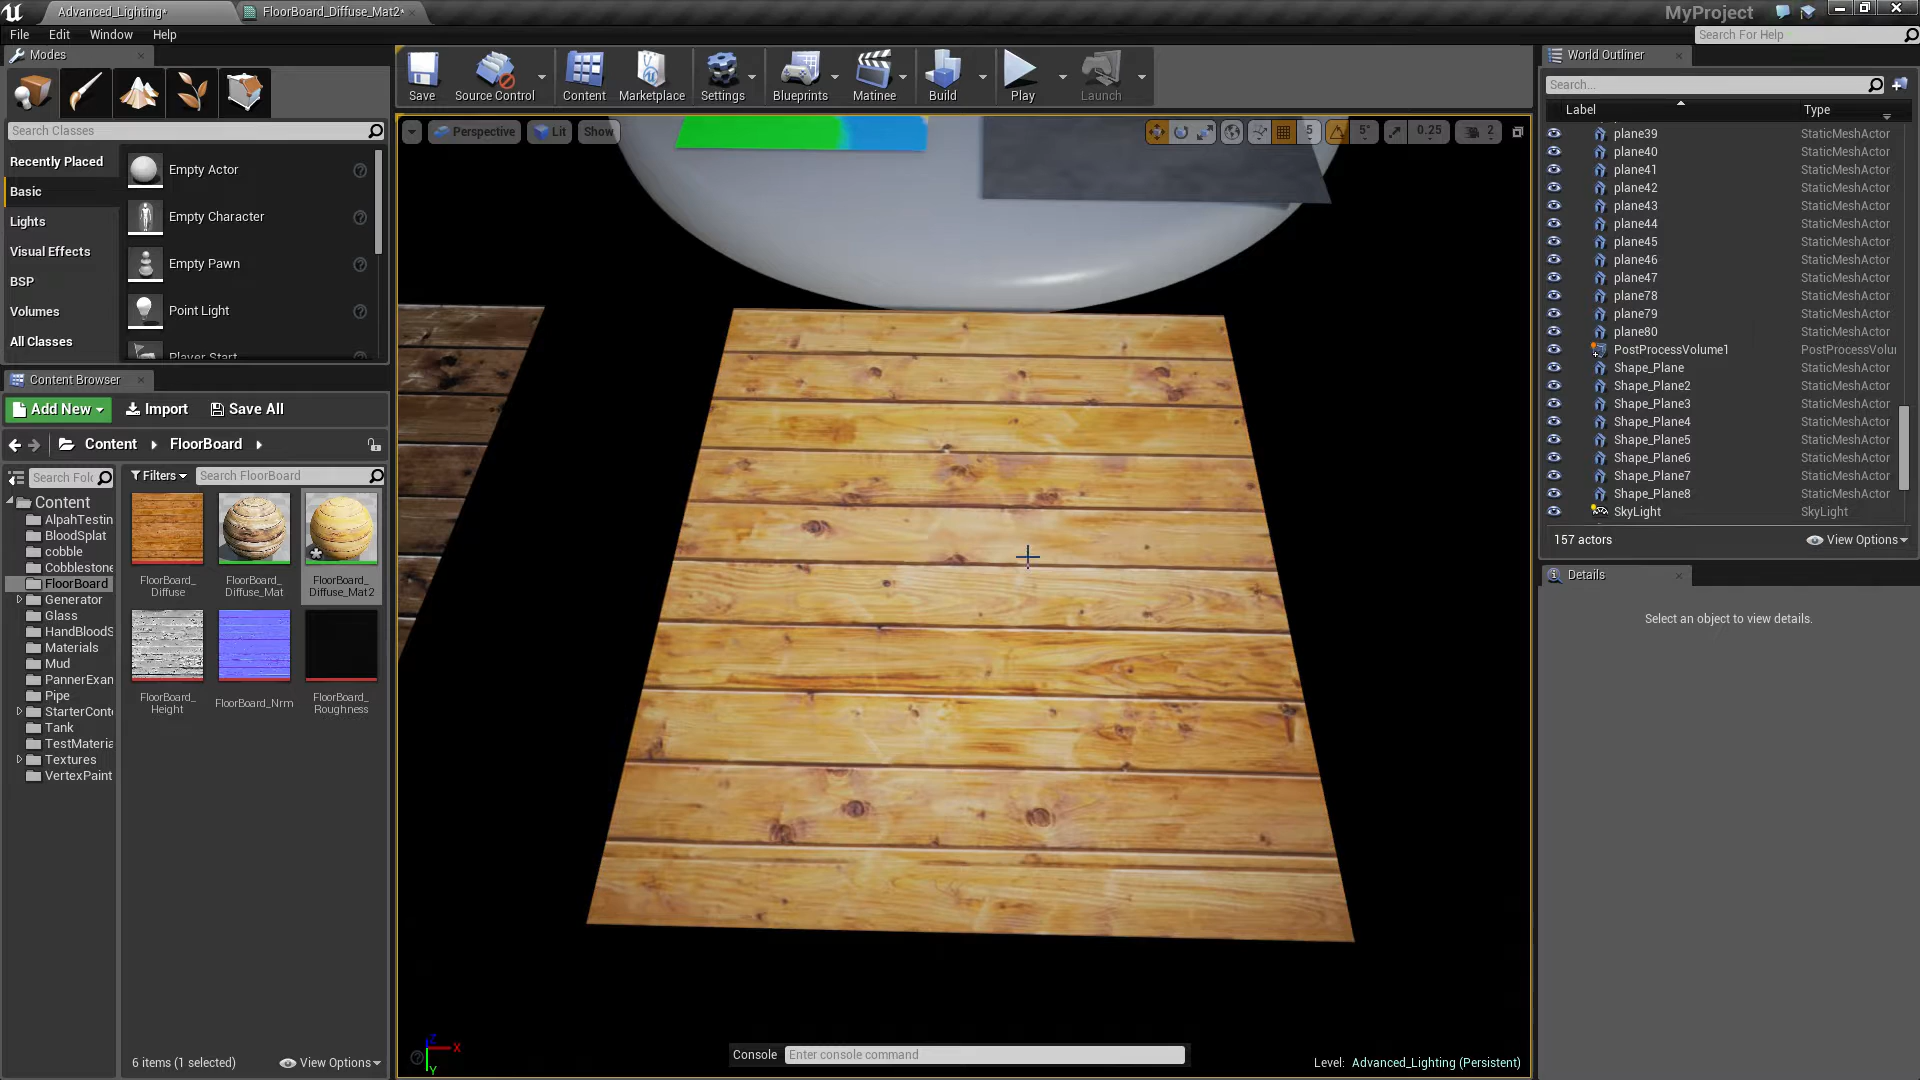 Advanced_Lighting*
FloorBoard_Diffuse_Mat2*
MyProject
File
Edit
Window
Help
Search For Help
Modes
Search Classes
Recently Placed
Basic
Lights
Visual Effects
BSP
Volumes
All Classes
Empty Actor
Empty Character
Empty Pawn
Point Light
Player Start
Save
Source Control
Content
Marketplace
Settings
Blueprints
Matinee
Build
Play
Launch
Perspective
Lit
Show
5
5°
0.25
2
Content Browser
Add New
Import
Save All
Content
FloorBoard
Search Fold
Filters
Search FloorBoard
Content
AlpahTestin
BloodSplat
cobble
Cobblestone
FloorBoard
Generator
Glass
HandBloodS
Materials
Mud
PannerExan
Pipe
StarterConte
Tank
TestMateria
Textures
VertexPaint
FloorBoard_
Diffuse
FloorBoard_
Diffuse_Mat
FloorBoard_
Diffuse_Mat2
FloorBoard_
Height
FloorBoard_Nrm
FloorBoard_
Roughness
6 items (1 selected)
View Options
Z
X
Y
Console
Enter console command
Level: Advanced_Lighting (Persistent)
World Outliner
Search...
Label
Type
plane39 StaticMeshActor
plane40 StaticMeshActor
plane41 StaticMeshActor
plane42 StaticMeshActor
plane43 StaticMeshActor
plane44 StaticMeshActor
plane45 StaticMeshActor
plane46 StaticMeshActor
plane47 StaticMeshActor
plane78 StaticMeshActor
plane79 StaticMeshActor
plane80 StaticMeshActor
PostProcessVolume1 PostProcessVolu
Shape_Plane StaticMeshActor
Shape_Plane2 StaticMeshActor
Shape_Plane3 StaticMeshActor
Shape_Plane4 StaticMeshActor
Shape_Plane5 StaticMeshActor
Shape_Plane6 StaticMeshActor
Shape_Plane7 StaticMeshActor
Shape_Plane8 StaticMeshActor
SkyLight SkyLight
157 actors
View Options
Details
Select an object to view details.